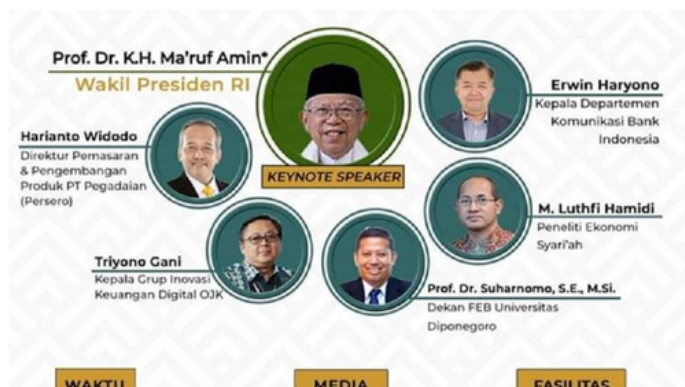 Prof. Dr. K.H. Ma'ruf Amin*
Wakil Presiden RI
KEYNOTE SPEAKER
Erwin Haryono
Kepala Departemen
Komunikasi Bank
Indonesia
Harianto Widodo
Direktur Pemasaran
& Pengembangan
Produk PT Pegadaian
(Persero)
M. Luthfi Hamidi
Peneliti Ekonomi
Syari'ah
Triyono Gani
Kepala Grup Inovasi
Keuangan Digital OJK
Prof. Dr. Suharnomo, S.E., M.Si.
Dekan FEB Universitas
Diponegoro
WAKTU
MEDIA
FASILITAS